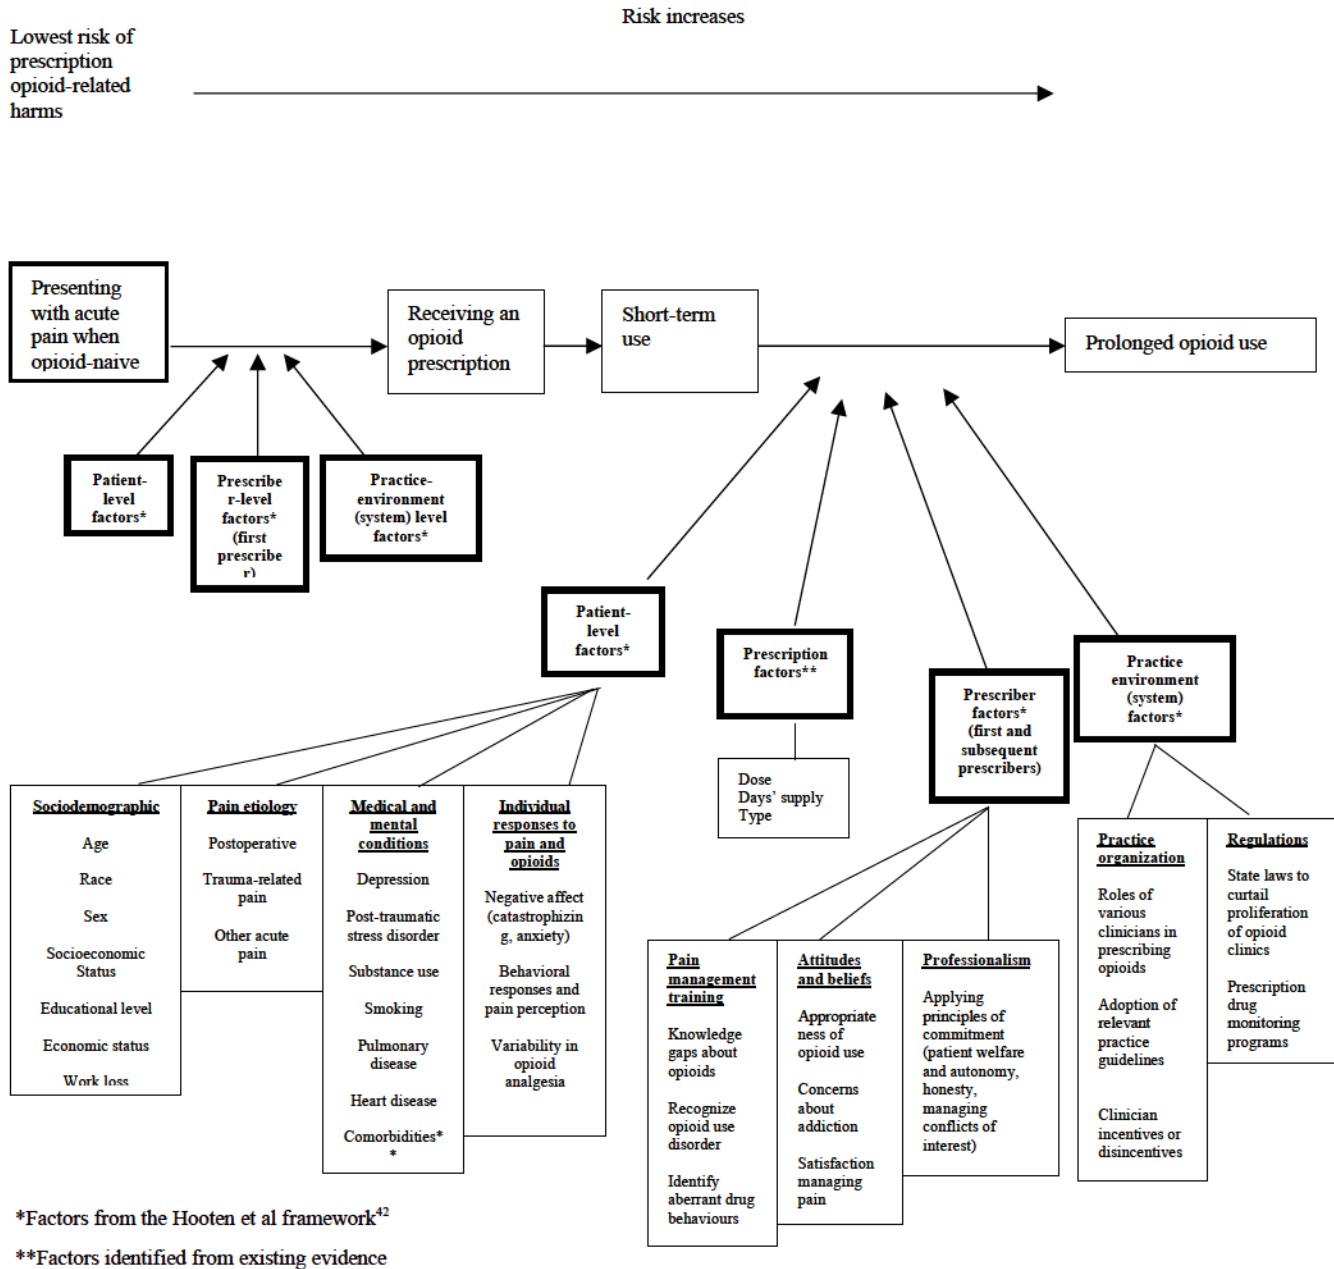 Risk increases
Lowest risk of
prescription
opioid-related
harms
Presenting
with acute
pain when
opioid-naive
Receiving an
opioid
prescription
Short-term
use
Prolonged opioid use
Patient-
level
factors*
Prescribe
r-level
factors*
(first
prescribe
r)
Practice-
environment
(system) level
factors*
Patient-
level
factors*
Prescription
factors**
Prescriber
factors*
(first and
subsequent
prescribers)
Practice
environment
(system)
factors*
Sociodemographic
Age
Race
Sex
Socioeconomic
Status
Educational level
Economic status
Work loss
Pain etiology
Postoperative
Trauma-related
pain
Other acute
pain
Medical and
mental
conditions
Depression
Post-traumatic
stress disorder
Substance use
Smoking
Pulmonary
disease
Heart disease
Comorbidities*
*
Individual
responses to
pain and
opioids
Negative affect
(catastrophizin
g, anxiety)
Behavioral
responses and
pain perception
Variability in
opioid
analgesia
Dose
Days' supply
Type
Pain
management
training
Knowledge
gaps about
opioids
Recognize
opioid use
disorder
Identify
aberrant drug
behaviours
Attitudes
and beliefs
Appropriate
ness of
opioid use
Concerns
about
addiction
Satisfaction
managing
pain
Professionalism
Applying
principles of
commitment
(patient welfare
and autonomy,
honesty,
managing
conflicts of
interest)
Practice
organization
Roles of
various
clinicians in
prescribing
opioids
Adoption of
relevant
practice
guidelines
Clinician
incentives or
disincentives
Regulations
State laws to
curtail
proliferation
of opioid
clinics
Prescription
drug
monitoring
programs
*Factors from the Hooten et al framework42
**Factors identified from existing evidence